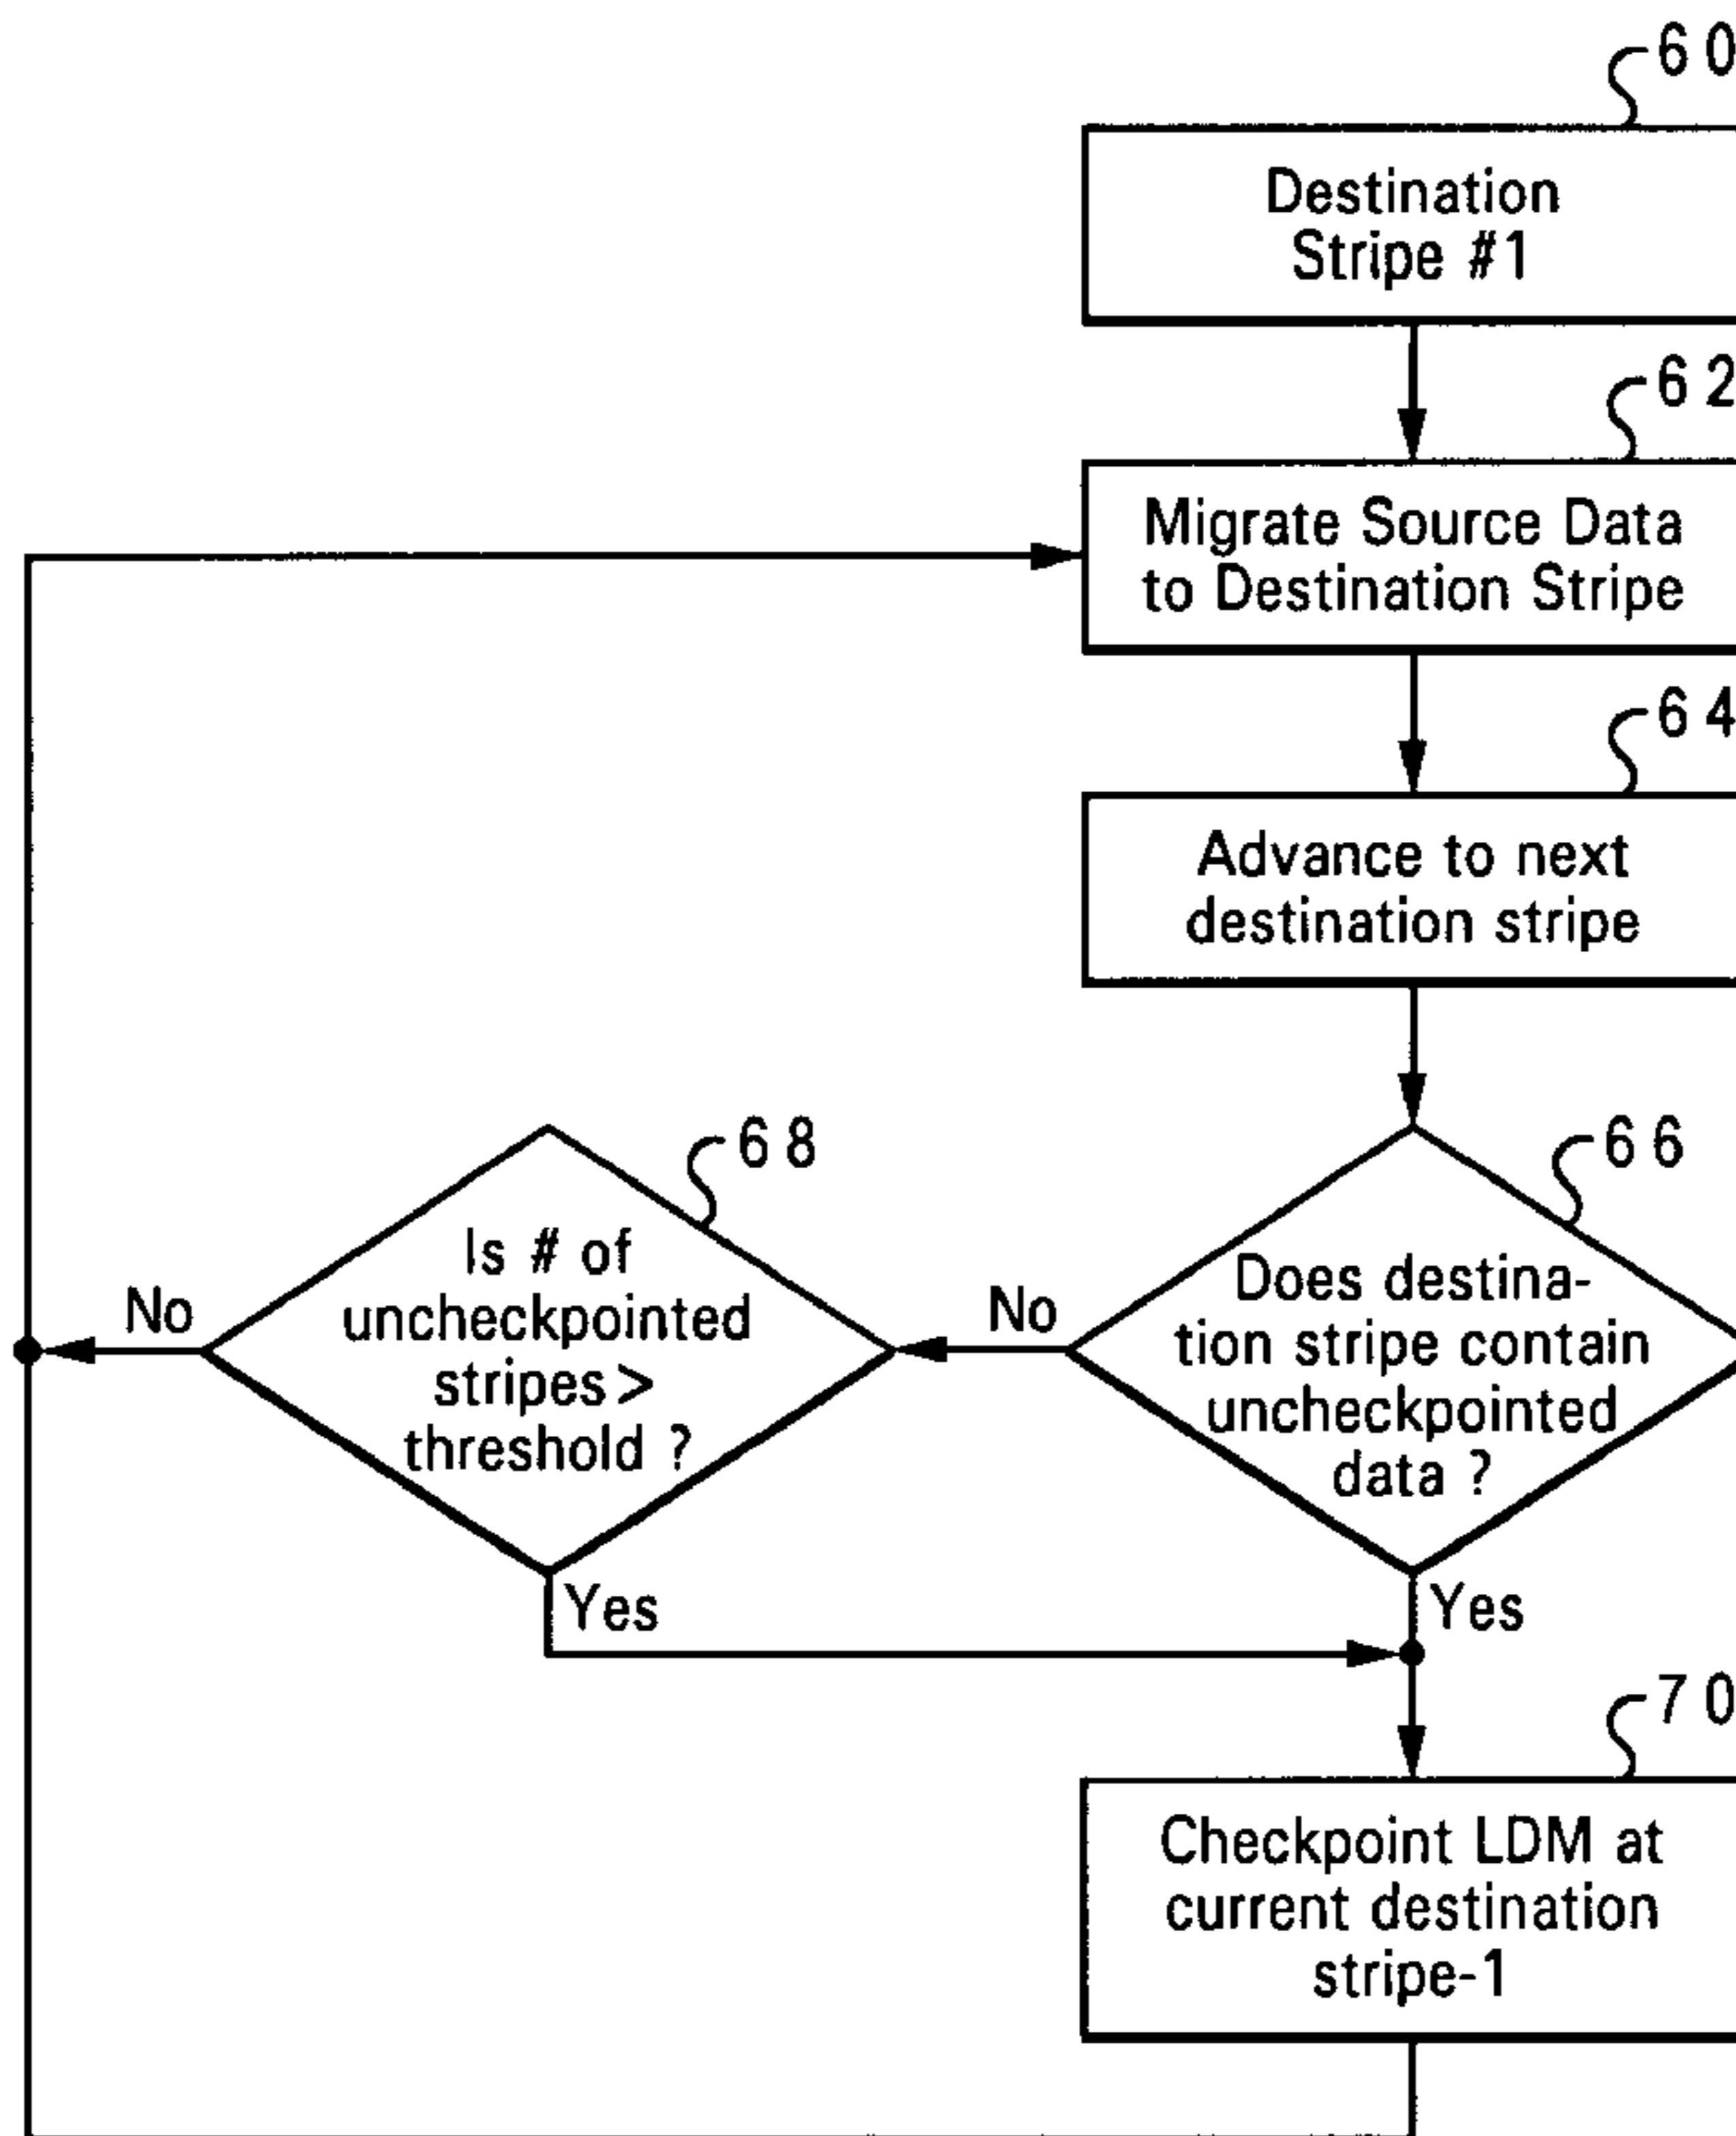 60
Destination
Stripe #1
62
Migrate Source Data
to Destination Stripe
64
Advance to next
destination stripe
68
66
Is # of
uncheckpointed
stripes >
threshold ?
No
No
Does destina-
tion stripe contain
uncheckpointed
data ?
Yes
Yes
70
Checkpoint LDM at
current destination
stripe-1